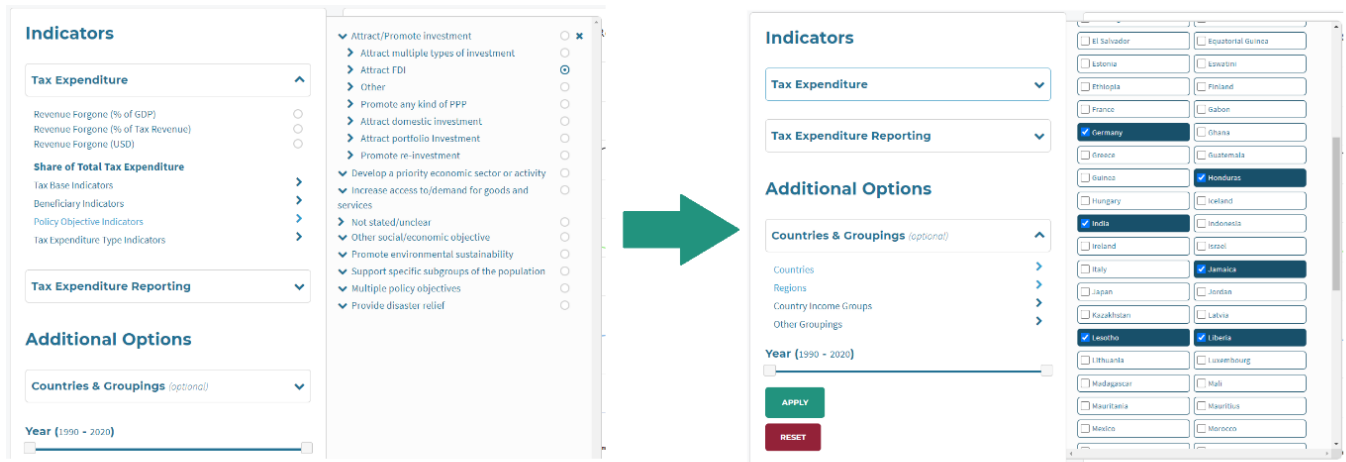 Indicators
Tax Expenditure
Revenue Forgone (% of GDP)
Revenue Forgone (% of Tax Revenue)
Revenue Forgone (USD)
Share of Total Tax Expenditure
Tax Base Indicators
Beneficiary Indicators
Policy Objective Indicators
Tax Expenditure Type Indicators
Tax Expenditure Reporting
Additional Options
Countries & Groupings (optional)
Year (1990 - 2020)
Attract/Promote investment
Attract multiple types of investment
Attract FDI
Other
Promote any kind of PPP
Attract domestic investment
Attract portfolio Investment
Promote re-investment
Develop a priority economic sector or activity
Increase access to/demand for goods and
services
Not stated/unclear
Other social/economic objective
Promote environmental sustainability
Support specific subgroups of the population
Multiple policy objectives
Provide disaster relief
Indicators
Tax Expenditure
Tax Expenditure Reporting
Additional Options
Countries & Groupings (optional)
Countries
Regions
Country Income Groups
Other Groupings
Year (1990 - 2020)
APPLY
RESET
El Salvador
Equatorial Guinea
Estonia
Eswatini
Ethiopia
Finland
France
Gabon
Germany
Ghana
Greece
Guatemala
Guinea
Honduras
Hungary
Iceland
India
Indonesia
Ireland
Israel
Italy
Jamaica
Japan
Jordan
Kazakhstan
Latvia
Lesotho
Liberia
Lithuania
Luxembourg
Madagascar
Mali
Mauritania
Mauritius
Mexico
Morocco